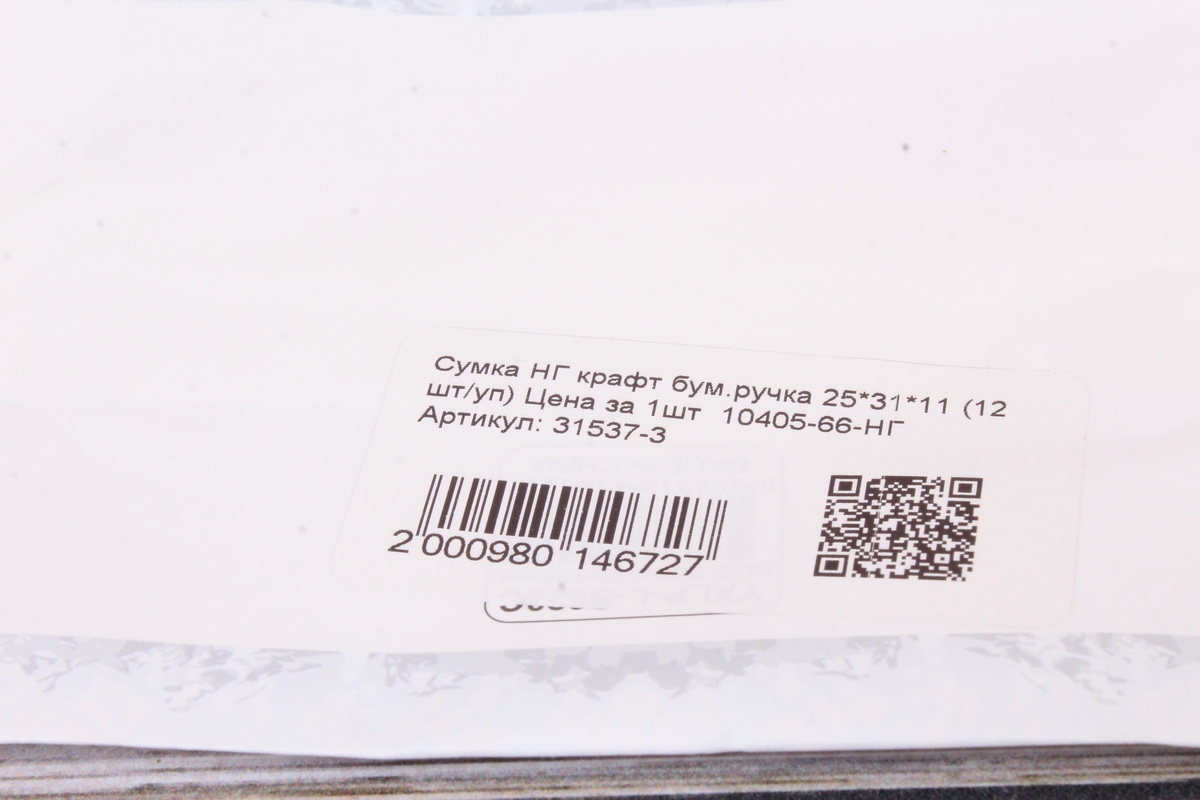 Сумка НГ крафт бум.ручка 25*31*11 (12
шт/уп) Цена за 1шт 10405-66-НГ
Артикул: 31537-3
2 000980 146727